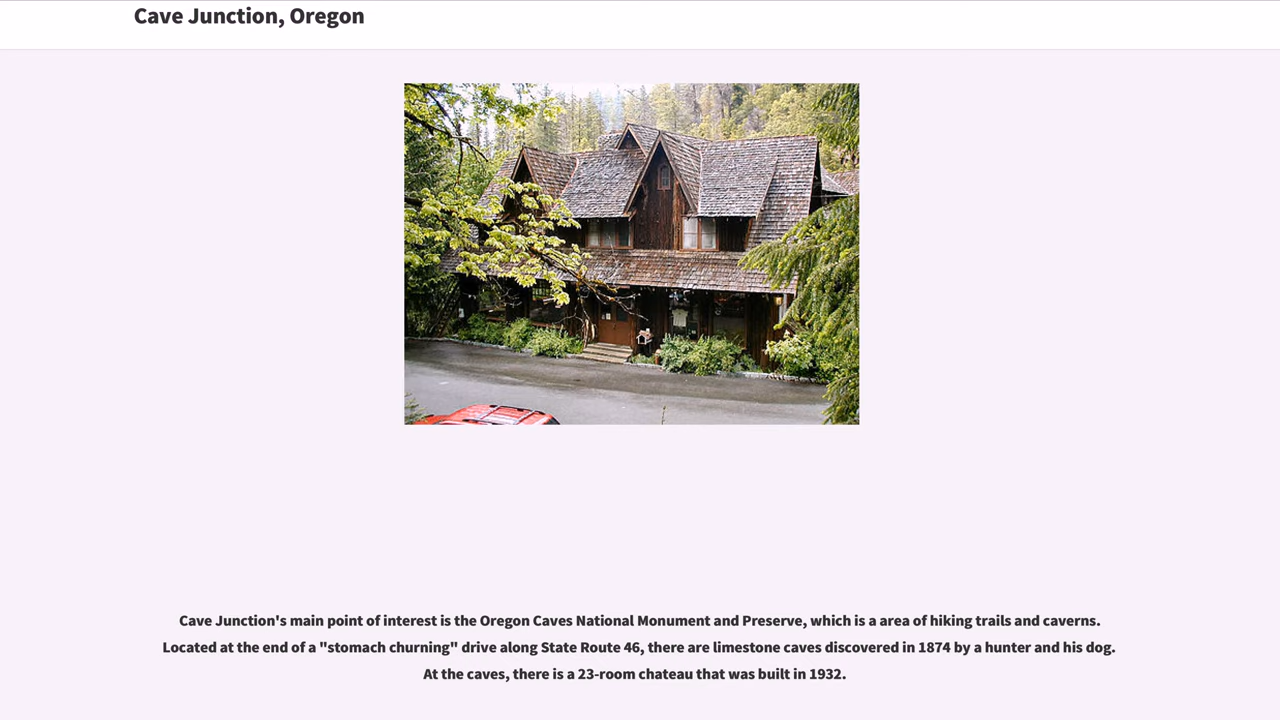 Cave Junction, Oregon
Cave Junction's main point of interest is the Oregon Caves National Monument and Preserve, which is a area of hiking trails and caverns.
Located at the end of a "stomach churning" drive along State Route 46, there are limestone caves discovered in 1874 by a hunter and his dog.
At the caves, there is a 23-room chateau that was built in 1932.